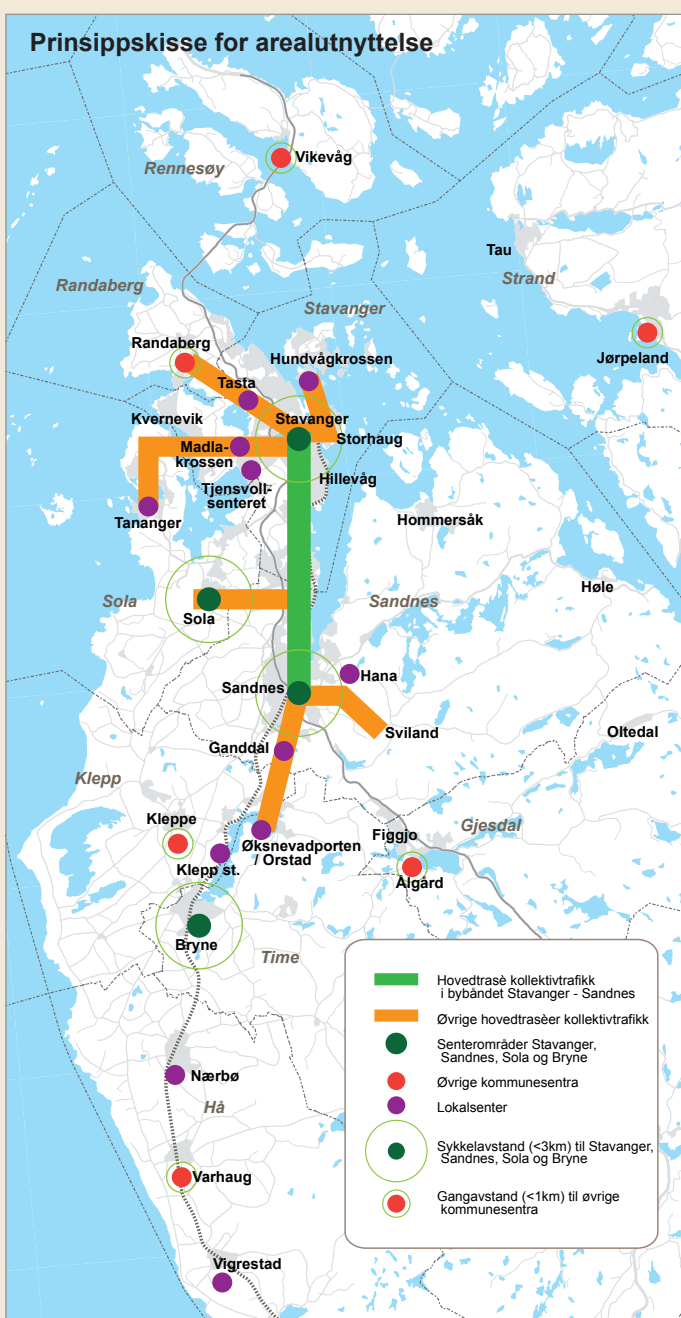 Prinsippskisse for arealutnyttelse
Vikevåg
Rennesøy
Tau
Strand
Randaberg
Stavanger
Randaberg
Hundvågkrossen
Jørpeland
Tasta
Kvernevik
Stavanger
Storhaug
Madla-
krossen
Tjensvoll-
senteret
Hillevåg
Tananger
Hommersåk
Høle
Sola
Sola
Sandnes
Hana
Sandnes
Sviland
Oltedal
Ganddal
Klepp
Kleppe
Figgjo
Gjesdal
Øksnevadporten
/ Orstad
Klepp st.
Ålgård
Bryne
Time
Nærbø
Hå
Varhaug
Vigrestad
Hovedtrasè kollektivtrafikk
i bybåndet Stavanger - Sandnes
Øvrige hovedtrasèer kollektivtrafikk
Senterområder Stavanger,
Sandnes, Sola og Bryne
Øvrige kommunesentra
Lokalsenter
Sykkelavstand (<3km) til Stavanger,
Sandnes, Sola og Bryne
Gangavstand (<1km) til øvrige
kommunesentra